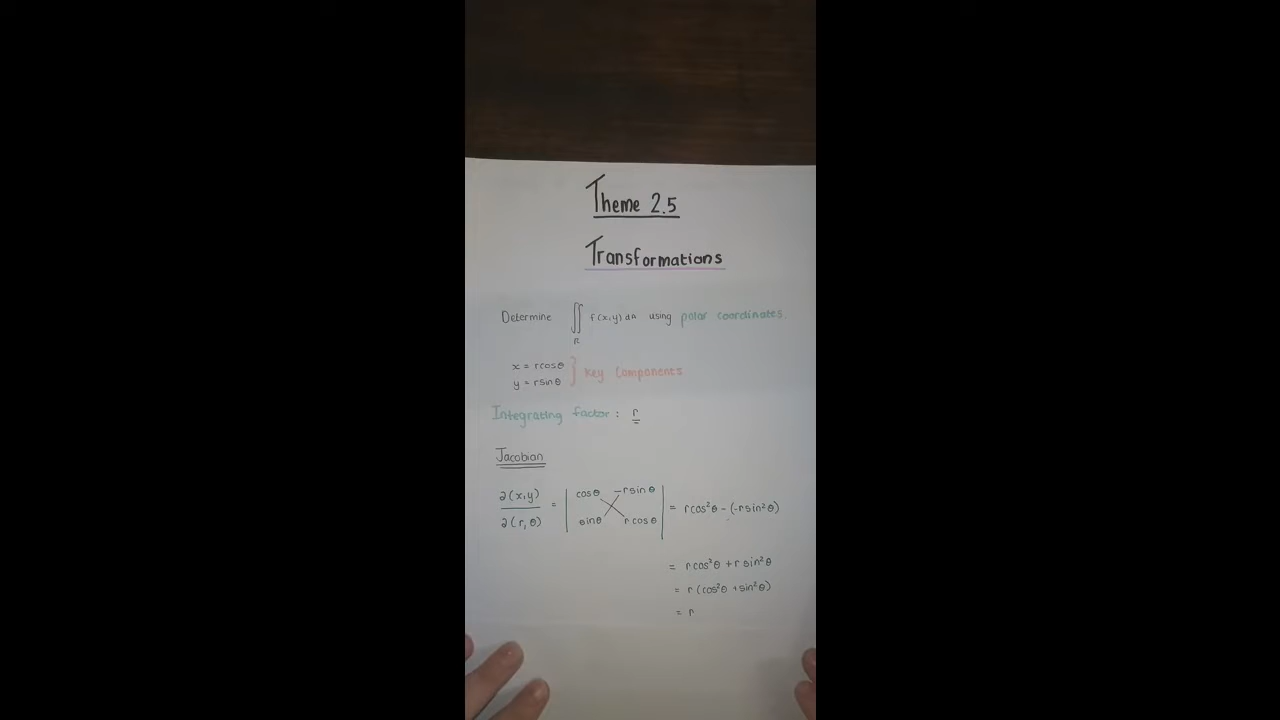 Theme 2.5
Transformations
Determine ∬ f(x,y) dA using polar coordinates.
R
x = rcosθ
y = rsinθ } Key Components
Integrating factor : r
Jacobian
∂(x,y) / ∂(r,θ) = | cosθ -rsinθ | = rcos²θ - (-rsin²θ)
| sinθ rcosθ |
= rcos²θ + rsin²θ
= r(cos²θ + sin²θ)
= r